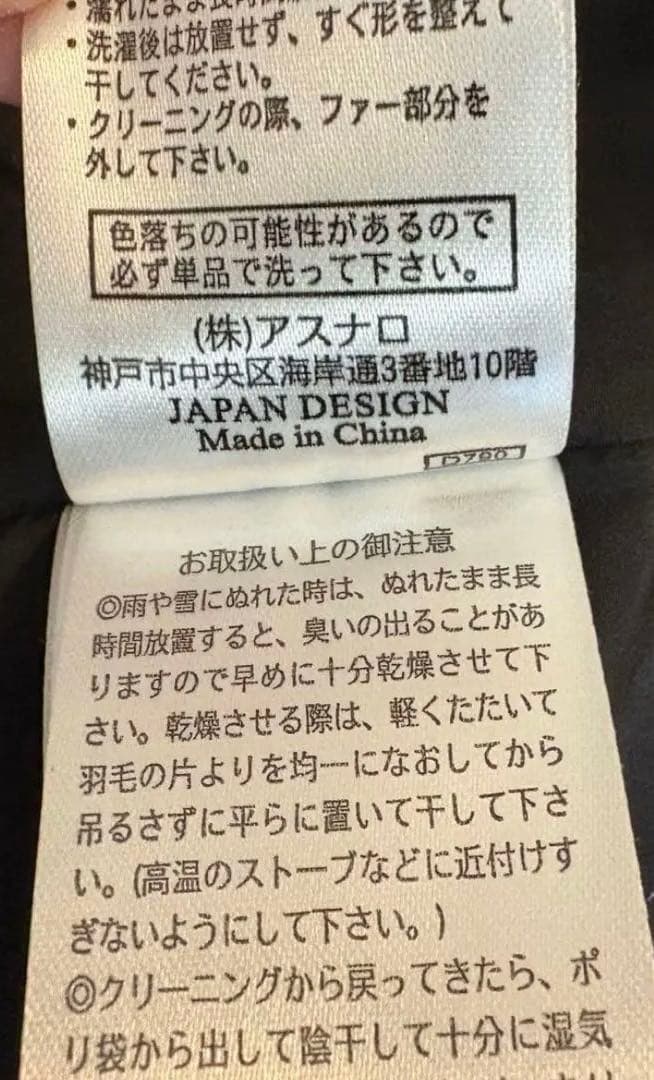 ・濡れたまま長時間
・洗濯後は放置せず、すぐ形を整えて
干してください。
・クリーニングの際、ファー部分を
外して下さい。
色落ちの可能性があるので
必ず単品で洗って下さい。
(株)アスナロ
神戸市中央区海岸通3番地10階
JAPAN DESIGN
Made in China
お取扱い上の御注意
◎雨や雪にぬれた時は、ぬれたまま長
時間放置すると、臭いの出ることがあ
りますので早めに十分乾燥させて下
さい。乾燥させる際は、軽くたたいて
羽毛の片よりを均一になおしてから
吊るさずに平らに置いて干して下さ
い。(高温のストーブなどに近付けす
ぎないようにして下さい。)
◎クリーニングから戻ってきたら、ポ
リ袋から出して陰干して十分に湿気